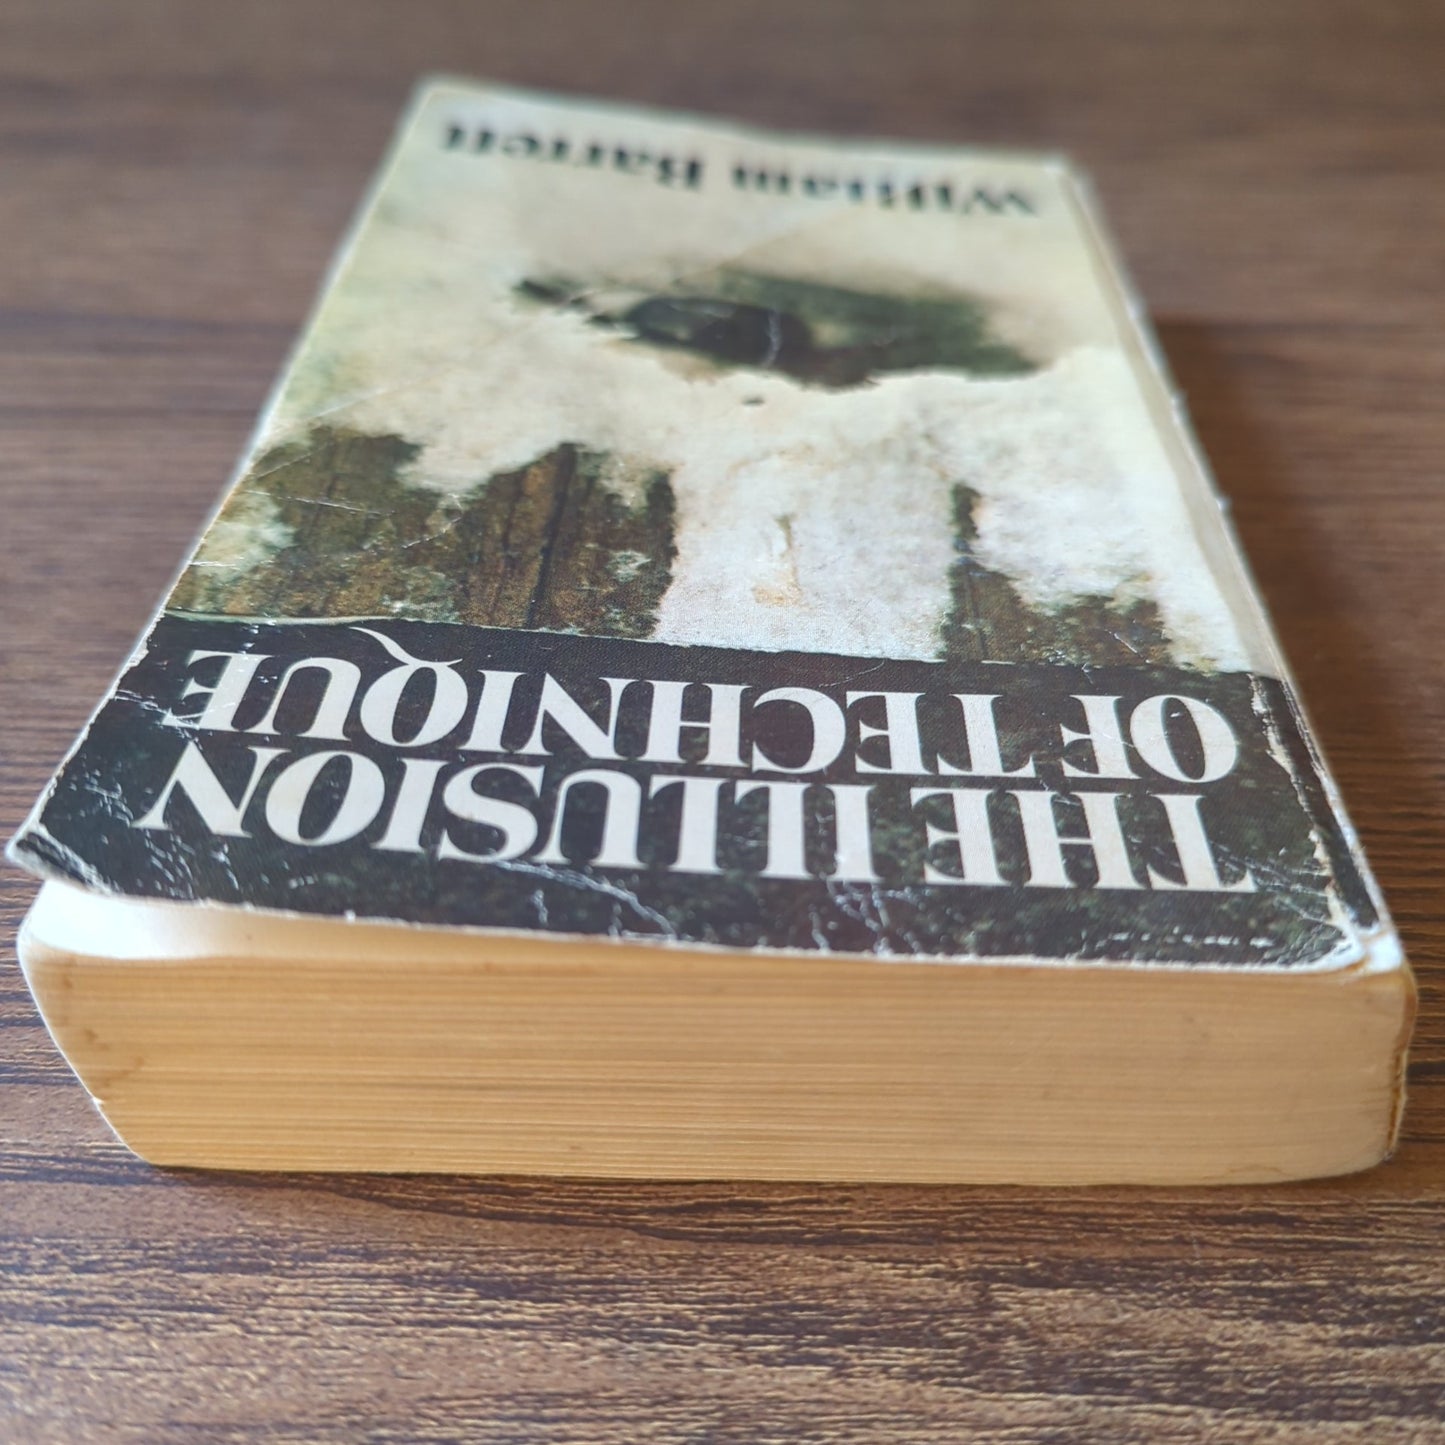 THE ILLUSION
OF TECHNIQUE
William Barrett